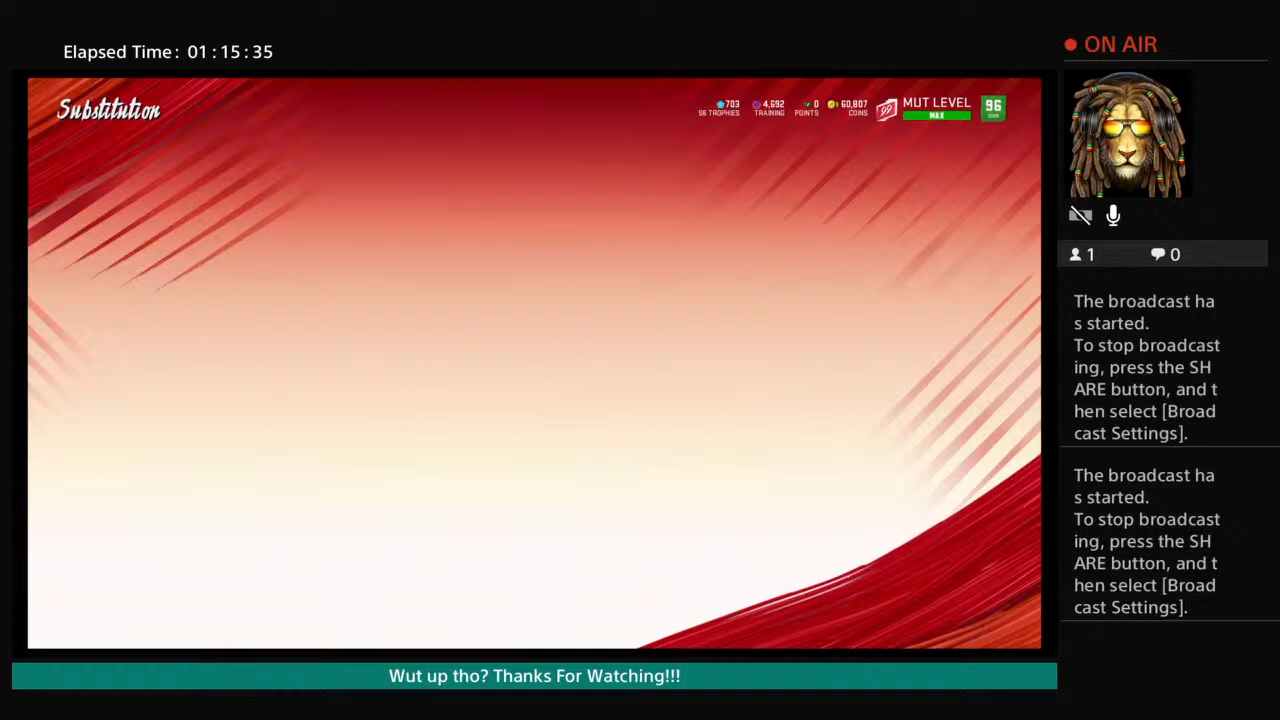 Elapsed Time: 01:15:35
ON AIR
Substitution
703
S6 TROPHIES
4,692
TRAINING
0
POINTS
60,807
COINS
99
MUT LEVEL
MAX
96
OVR
1
0
The broadcast ha
s started.
To stop broadcast
ing, press the SH
ARE button, and t
hen select [Broad
cast Settings].
The broadcast ha
s started.
To stop broadcast
ing, press the SH
ARE button, and t
hen select [Broad
cast Settings].
Wut up tho? Thanks For Watching!!!